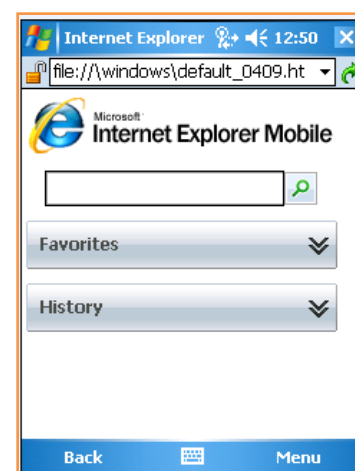 Internet Explorer 12:50
file://\windows\default_0409.ht
Microsoft
Internet Explorer Mobile
Favorites
History
Back Menu